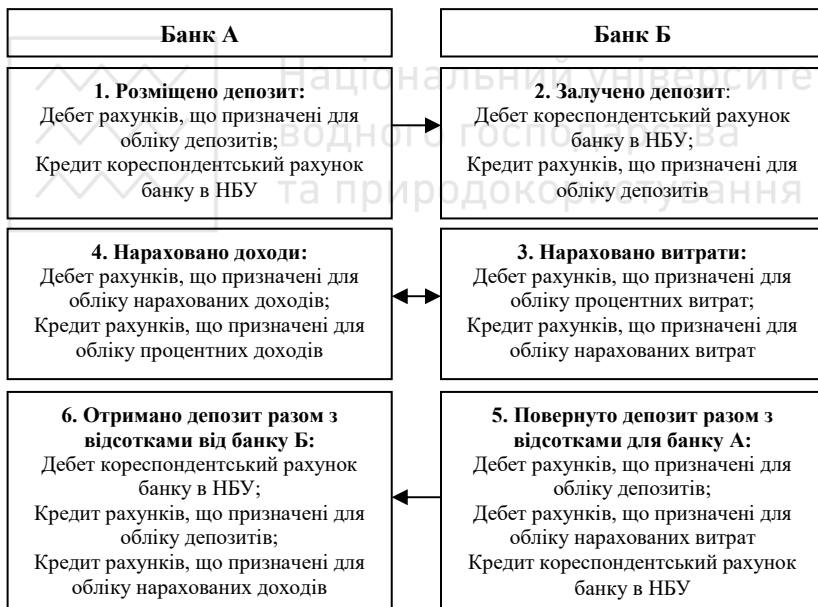 Банк А
Банк Б
Національний університе
водного господарства
та природокористування
1. Розміщено депозит:
Дебет рахунків, що призначені для
обліку депозитів;
Кредит кореспондентський рахунок
банку в НБУ
2. Залучено депозит:
Дебет кореспондентський рахунок
банку в НБУ;
Кредит рахунків, що призначені для
обліку депозитів
4. Нараховано доходи:
Дебет рахунків, що призначені для
обліку нарахованих доходів;
Кредит рахунків, що призначені для
обліку процентних доходів
3. Нараховано витрати:
Дебет рахунків, що призначені для
обліку процентних витрат;
Кредит рахунків, що призначені для
обліку нарахованих витрат
6. Отримано депозит разом з
відсотками від банку Б:
Дебет кореспондентський рахунок
банку в НБУ;
Кредит рахунків, що призначені для
обліку депозитів;
Кредит рахунків, що призначені для
обліку нарахованих доходів
5. Повернуто депозит разом з
відсотками для банку А:
Дебет рахунків, що призначені для
обліку депозитів;
Дебет рахунків, що призначені для
обліку нарахованих витрат
Кредит кореспондентський рахунок
банку в НБУ